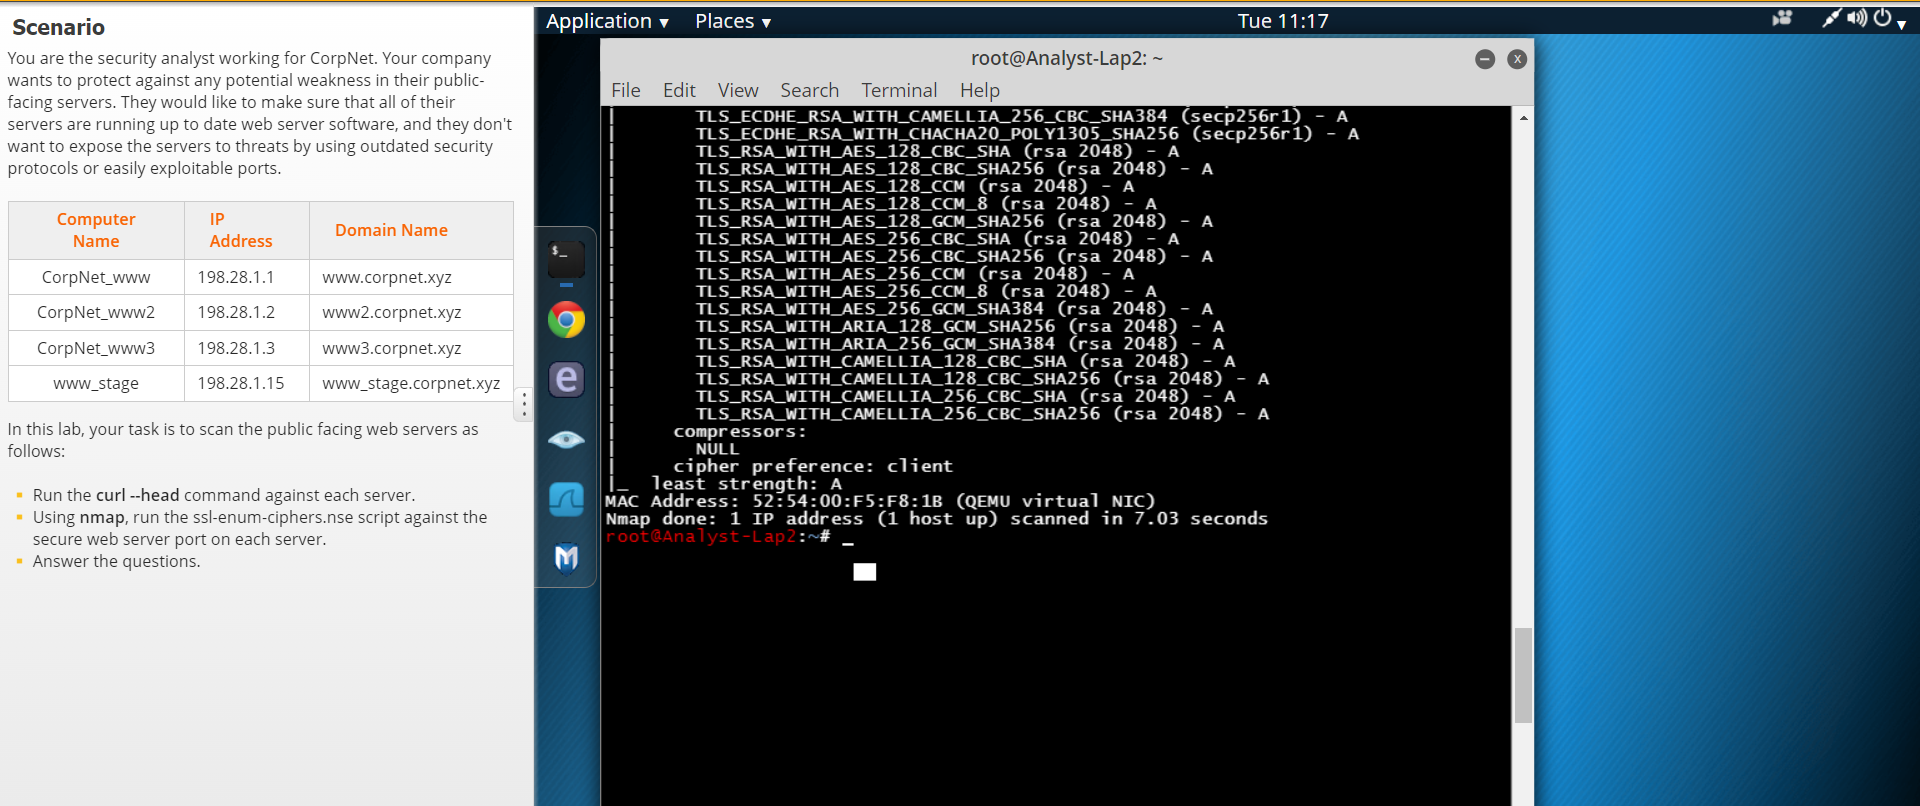 Scenario
You are the security analyst working for CorpNet. Your company
wants to protect against any potential weakness in their public-
facing servers. They would like to make sure that all of their
servers are running up to date web server software, and they don't
want to expose the servers to threats by using outdated security
protocols or easily exploitable ports.
Computer Name IP Address Domain Name
CorpNet_www 198.28.1.1 www.corpnet.xyz
CorpNet_www2 198.28.1.2 www2.corpnet.xyz
CorpNet_www3 198.28.1.3 www3.corpnet.xyz
www_stage 198.28.1.15 www_stage.corpnet.xyz
In this lab, your task is to scan the public facing web servers as
follows:
Run the curl --head command against each server.
Using nmap, run the ssl-enum-ciphers.nse script against the
secure web server port on each server.
Answer the questions.
Application ▾ Places ▾ Tue 11:17
root@Analyst-Lap2: ~
File Edit View Search Terminal Help
| TLS_ECDHE_RSA_WITH_CAMELLIA_256_CBC_SHA384 (secp256r1) - A
| TLS_ECDHE_RSA_WITH_CHACHA20_POLY1305_SHA256 (secp256r1) - A
| TLS_RSA_WITH_AES_128_CBC_SHA (rsa 2048) - A
| TLS_RSA_WITH_AES_128_CBC_SHA256 (rsa 2048) - A
| TLS_RSA_WITH_AES_128_CCM (rsa 2048) - A
| TLS_RSA_WITH_AES_128_CCM_8 (rsa 2048) - A
| TLS_RSA_WITH_AES_128_GCM_SHA256 (rsa 2048) - A
| TLS_RSA_WITH_AES_256_CBC_SHA (rsa 2048) - A
| TLS_RSA_WITH_AES_256_CBC_SHA256 (rsa 2048) - A
| TLS_RSA_WITH_AES_256_CCM (rsa 2048) - A
| TLS_RSA_WITH_AES_256_CCM_8 (rsa 2048) - A
| TLS_RSA_WITH_AES_256_GCM_SHA384 (rsa 2048) - A
| TLS_RSA_WITH_ARIA_128_GCM_SHA256 (rsa 2048) - A
| TLS_RSA_WITH_ARIA_256_GCM_SHA384 (rsa 2048) - A
| TLS_RSA_WITH_CAMELLIA_128_CBC_SHA (rsa 2048) - A
| TLS_RSA_WITH_CAMELLIA_128_CBC_SHA256 (rsa 2048) - A
| TLS_RSA_WITH_CAMELLIA_256_CBC_SHA (rsa 2048) - A
| TLS_RSA_WITH_CAMELLIA_256_CBC_SHA256 (rsa 2048) - A
| compressors:
| NULL
| cipher preference: client
|_ least strength: A
MAC Address: 52:54:00:F5:F8:1B (QEMU virtual NIC)
Nmap done: 1 IP address (1 host up) scanned in 7.03 seconds
root@Analyst-Lap2:~# _